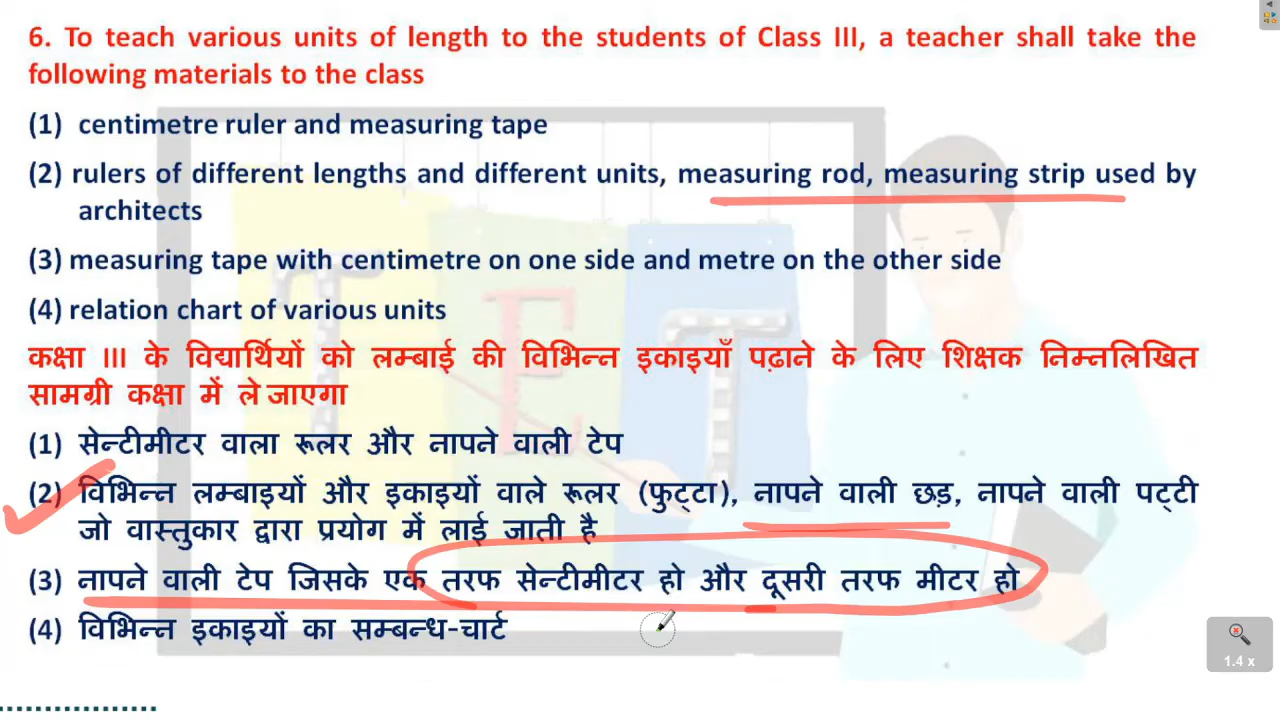 6. To teach various units of length to the students of Class III, a teacher shall take the
following materials to the class
(1) centimetre ruler and measuring tape
(2) rulers of different lengths and different units, measuring rod, measuring strip used by
architects
(3) measuring tape with centimetre on one side and metre on the other side
(4) relation chart of various units
कक्षा III के विद्यार्थियों को लम्बाई की विभिन्न इकाइयाँ पढ़ाने के लिए शिक्षक निम्नलिखित
सामग्री कक्षा में ले जाएगा
(1) सेन्टीमीटर वाला रूलर और नापने वाली टेप
(2) विभिन्न लम्बाइयों और इकाइयों वाले रूलर (फुट्टा), नापने वाली छड़, नापने वाली पट्टी
जो वास्तुकार द्वारा प्रयोग में लाई जाती है
(3) नापने वाली टेप जिसके एक तरफ सेन्टीमीटर हो और दूसरी तरफ मीटर हो
(4) विभिन्न इकाइयों का सम्बन्ध-चार्ट
TET
1.4 x